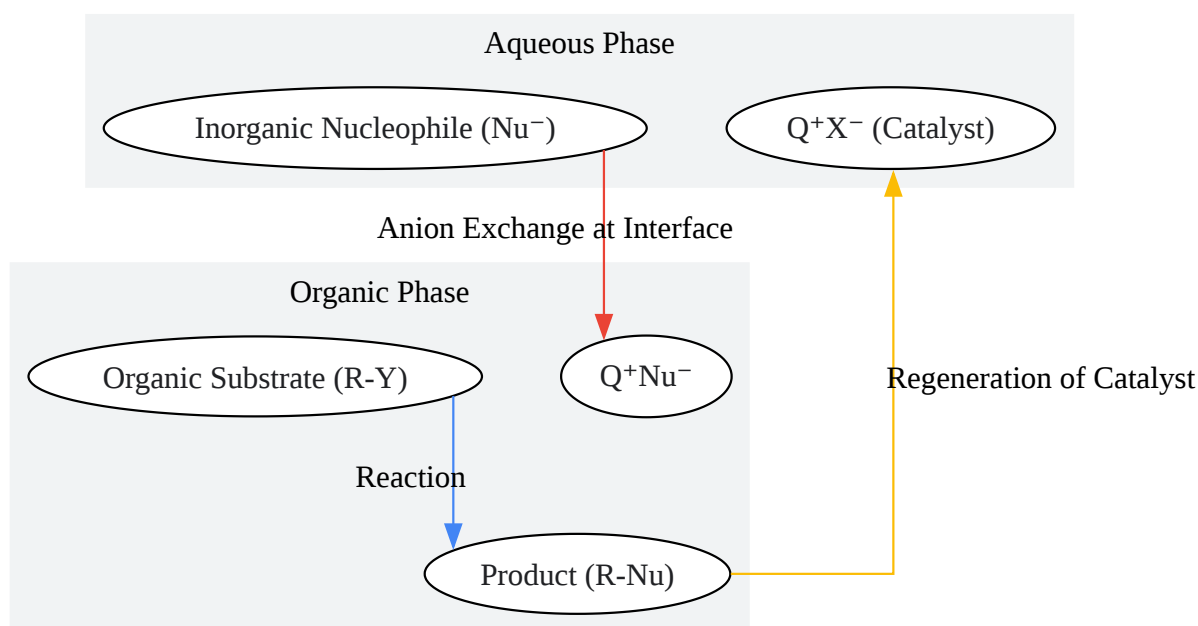 Aqueous Phase
Inorganic Nucleophile (Nu⁻)
Q⁺X⁻ (Catalyst)
Anion Exchange at Interface
Organic Phase
Organic Substrate (R-Y)
Q⁺Nu⁻
Regeneration of Catalyst
Reaction
Product (R-Nu)